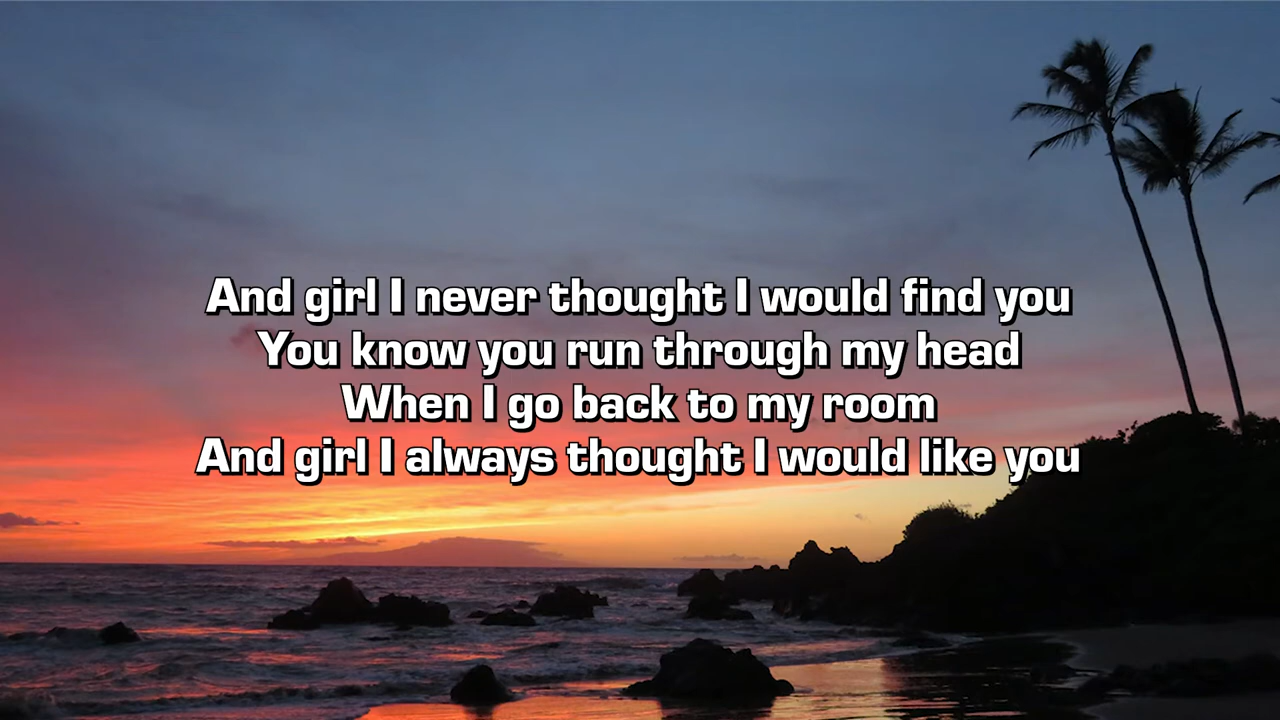 And girl I never thought I would find you
You know you run through my head
When I go back to my room
And girl I always thought I would like you